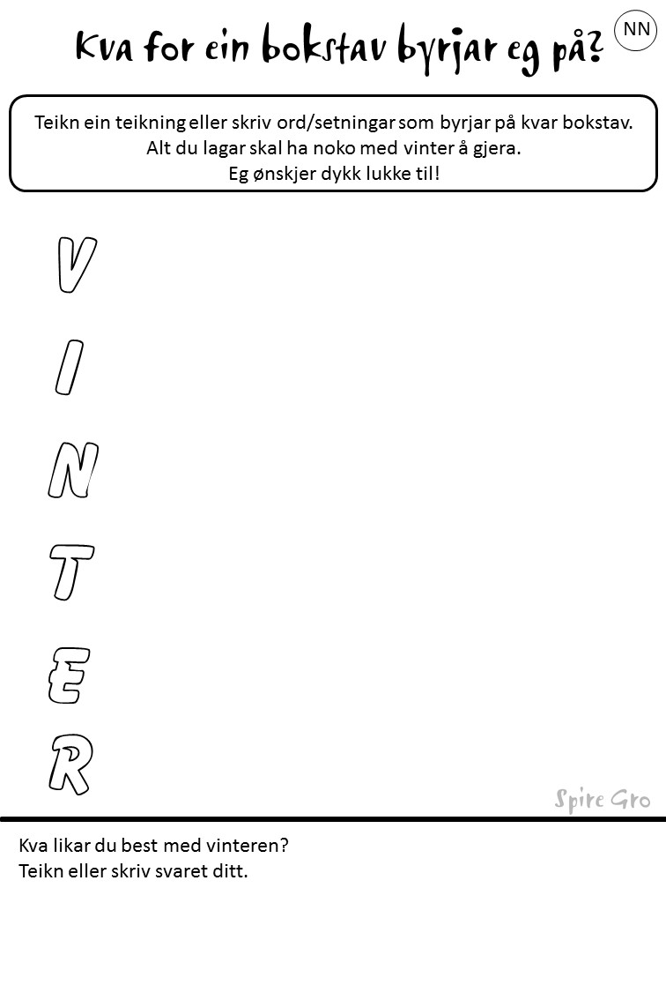 Kva for ein bokstav byrjar eg på?
NN
Teikn ein teikning eller skriv ord/setningar som byrjar på kvar bokstav.
Alt du lagar skal ha noko med vinter å gjera.
Eg ønskjer dykk lukke til!
V
I
N
T
E
R
Spire Gro
Kva likar du best med vinteren?
Teikn eller skriv svaret ditt.